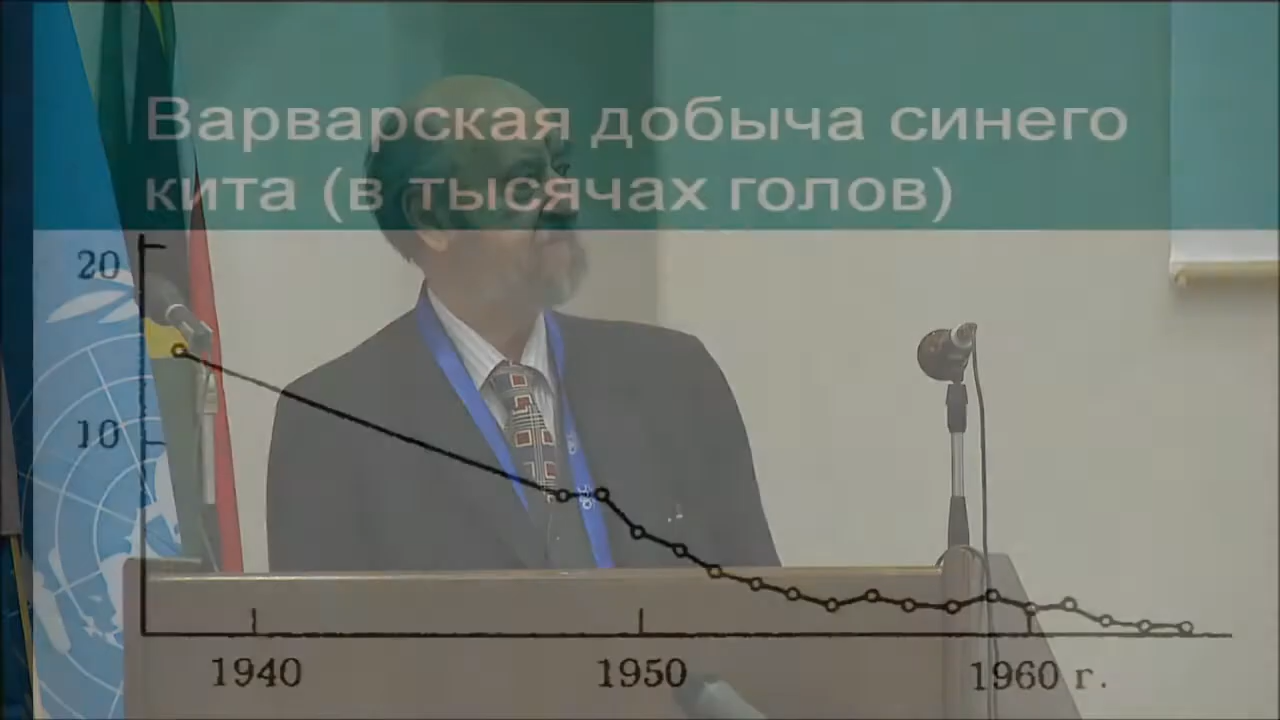 Варварская добыча синего
кита (в тысячах голов)
20
10
1940
1950
1960 г.